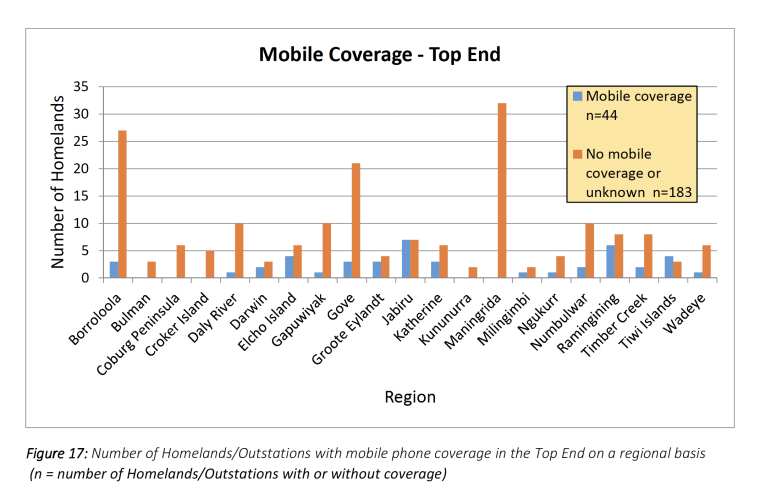 Mobile Coverage - Top End
Number of Homelands
35
30
25
20
15
10
5
0
Mobile coverage
n=44
No mobile
coverage or
unknown n=183
Borroloola
Bulman
Coburg Peninsula
Croker Island
Daly River
Darwin
Elcho Island
Gapuwiyak
Gove
Groote Eylandt
Jabiru
Katherine
Kununurra
Maningrida
Milingimbi
Ngukurr
Numbulwar
Ramingining
Timber Creek
Tiwi Islands
Wadeye
Region
Figure 17: Number of Homelands/Outstations with mobile phone coverage in the Top End on a regional basis
(n = number of Homelands/Outstations with or without coverage)